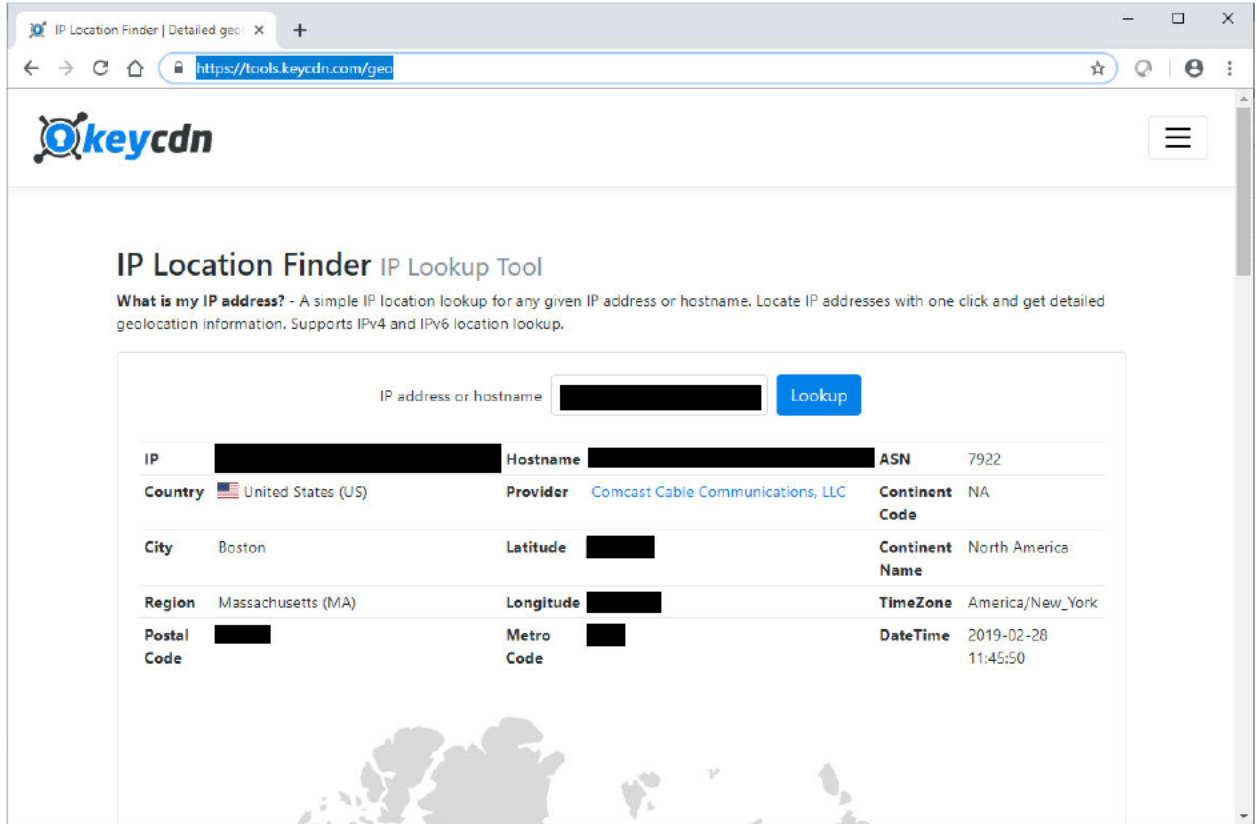 IP Location Finder | Detailed geo
https://tools.keycdn.com/geo
keycdn
IP Location Finder IP Lookup Tool
What is my IP address? - A simple IP location lookup for any given IP address or hostname. Locate IP addresses with one click and get detailed
geolocation information. Supports IPv4 and IPv6 location lookup.
IP address or hostname Lookup
IP Hostname ASN 7922
Country United States (US) Provider Comcast Cable Communications, LLC Continent Code NA
City Boston Latitude Continent Name North America
Region Massachusetts (MA) Longitude TimeZone America/New_York
Postal Code Metro Code DateTime 2019-02-28 11:45:50